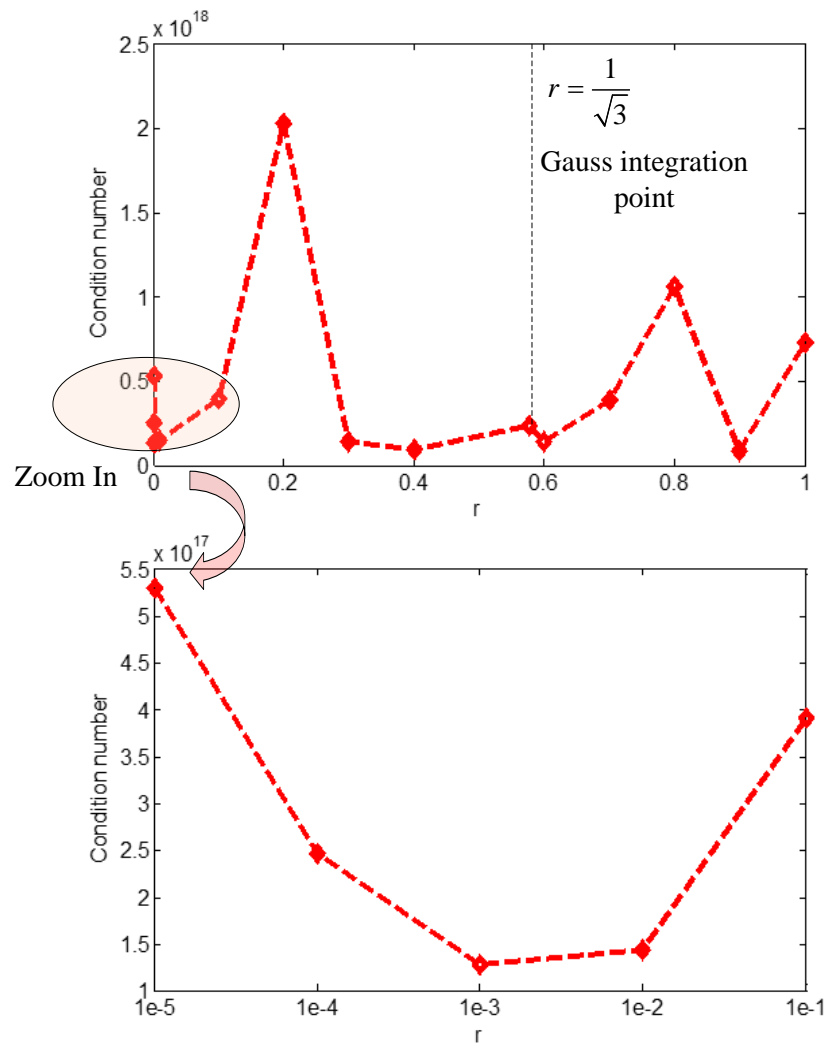 x 10^18
2.5
2
1.5
1
0.5
0
Condition number
r = 1/√3
Gauss integration
point
0
0.2
0.4
0.6
0.8
1
r
Zoom In
x 10^17
5.5
5
4.5
4
3.5
3
2.5
2
1.5
1
Condition number
1e-5
1e-4
1e-3
1e-2
1e-1
r